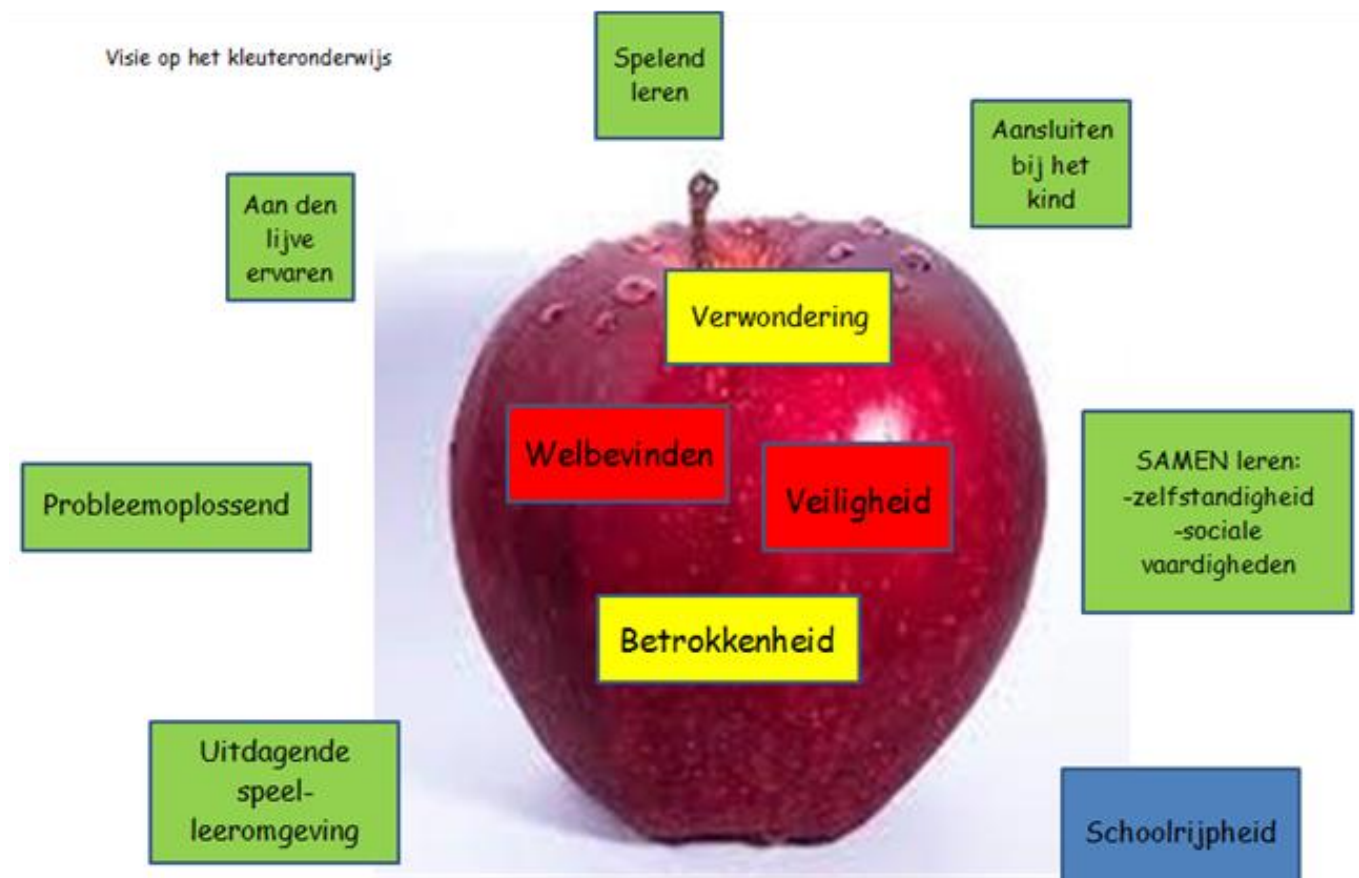 Visie op het kleuteronderwijs
Spelend
leren
Aansluiten
bij het
kind
Aan den
lijve
ervaren
Verwondering
Welbevinden
Veiligheid
Probleemoplossend
SAMEN leren:
-zelfstandigheid
-sociale
vaardigheden
Betrokkenheid
Uitdagende
speel-
leeromgeving
Schoolrijpheid